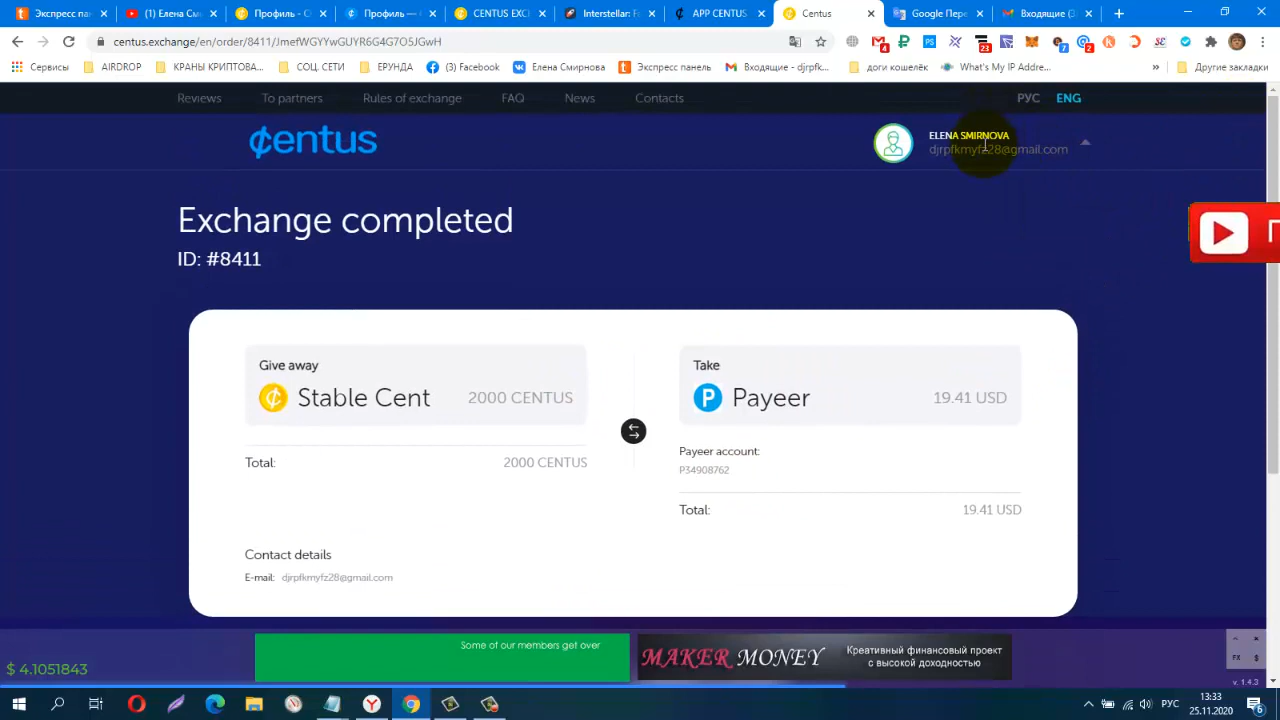 Экспресс па
(1) Елена См
Профиль - C
Профиль —
CENTUS EXC
Interstellar: F
APP CENTUS
Centus
Google Пере
Входящие (3
centus.exchange/en/order/8411/JmefWGYYwGUYR6G4G7O5JGwH
Сервисы
AIRDROP
КРАНЫ КРИПТОВА...
СОЦ. СЕТИ
ЕРУНДА
(3) Facebook
Елена Смирнова
Экспресс панель
Входящие - djrpfk...
доги кошелёк
What's My IP Addre...
»
Другие закладки
Reviews
To partners
Rules of exchange
FAQ
News
Contacts
РУС
ENG
¢entus
ELENA SMIRNOVA
djrpfkmyfz28@gmail.com
Exchange completed
ID: #8411
Give away
Stable Cent
2000 CENTUS
Total:
2000 CENTUS
Take
Payeer
19.41 USD
Payeer account:
P34908762
Total:
19.41 USD
Contact details
E-mail: djrpfkmyfz28@gmail.com
$ 4.1051843
Some of our members get over
MAKER MONEY
Креативный финансовый проект
с высокой доходностью
v. 1.4.3
РУС
13:33
25.11.2020